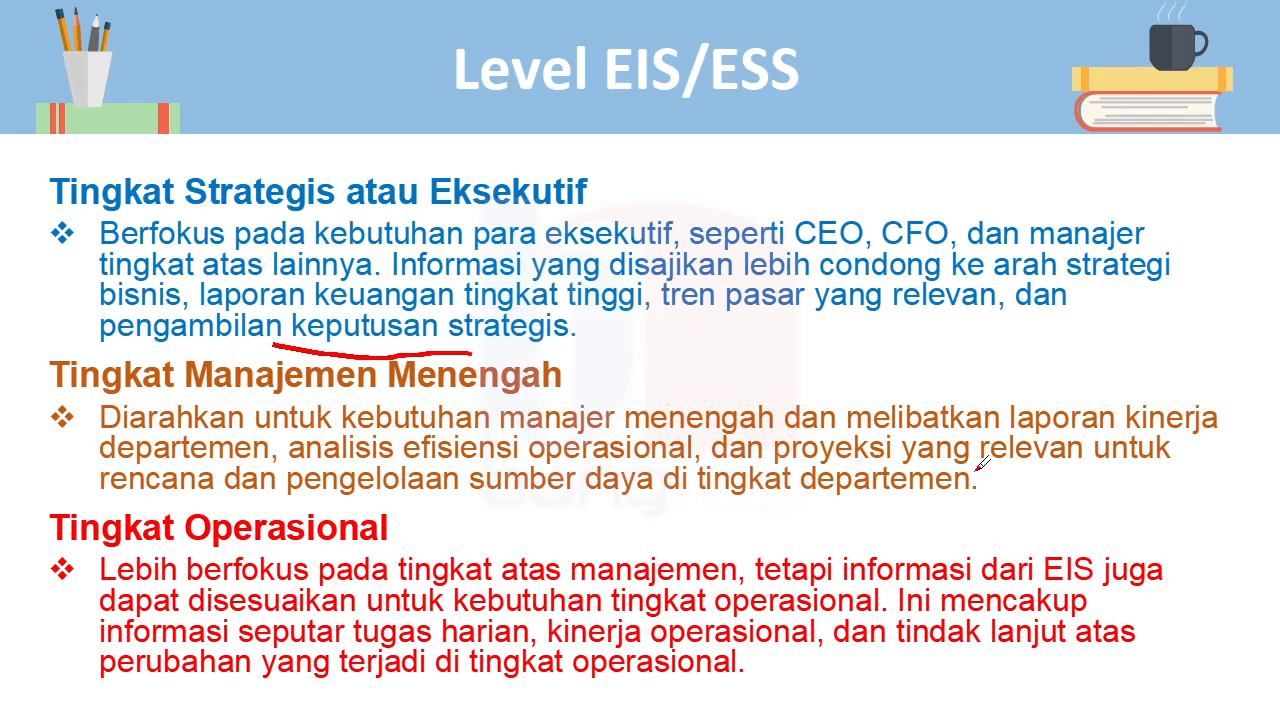 Level EIS/ESS
Tingkat Strategis atau Eksekutif
❖ Berfokus pada kebutuhan para eksekutif, seperti CEO, CFO, dan manajer
tingkat atas lainnya. Informasi yang disajikan lebih condong ke arah strategi
bisnis, laporan keuangan tingkat tinggi, tren pasar yang relevan, dan
pengambilan keputusan strategis.
Tingkat Manajemen Menengah
❖ Diarahkan untuk kebutuhan manajer menengah dan melibatkan laporan kinerja
departemen, analisis efisiensi operasional, dan proyeksi yang relevan untuk
rencana dan pengelolaan sumber daya di tingkat departemen.
Tingkat Operasional
❖ Lebih berfokus pada tingkat atas manajemen, tetapi informasi dari EIS juga
dapat disesuaikan untuk kebutuhan tingkat operasional. Ini mencakup
informasi seputar tugas harian, kinerja operasional, dan tindak lanjut atas
perubahan yang terjadi di tingkat operasional.